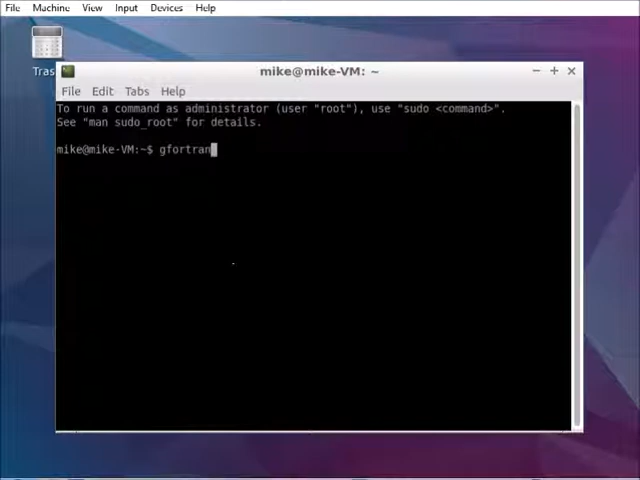 File Machine View Input Devices Help
Tras
mike@mike-VM: ~
File Edit Tabs Help
To run a command as administrator (user "root"), use "sudo <command>".
See "man sudo_root" for details.
mike@mike-VM:~$ gfortran